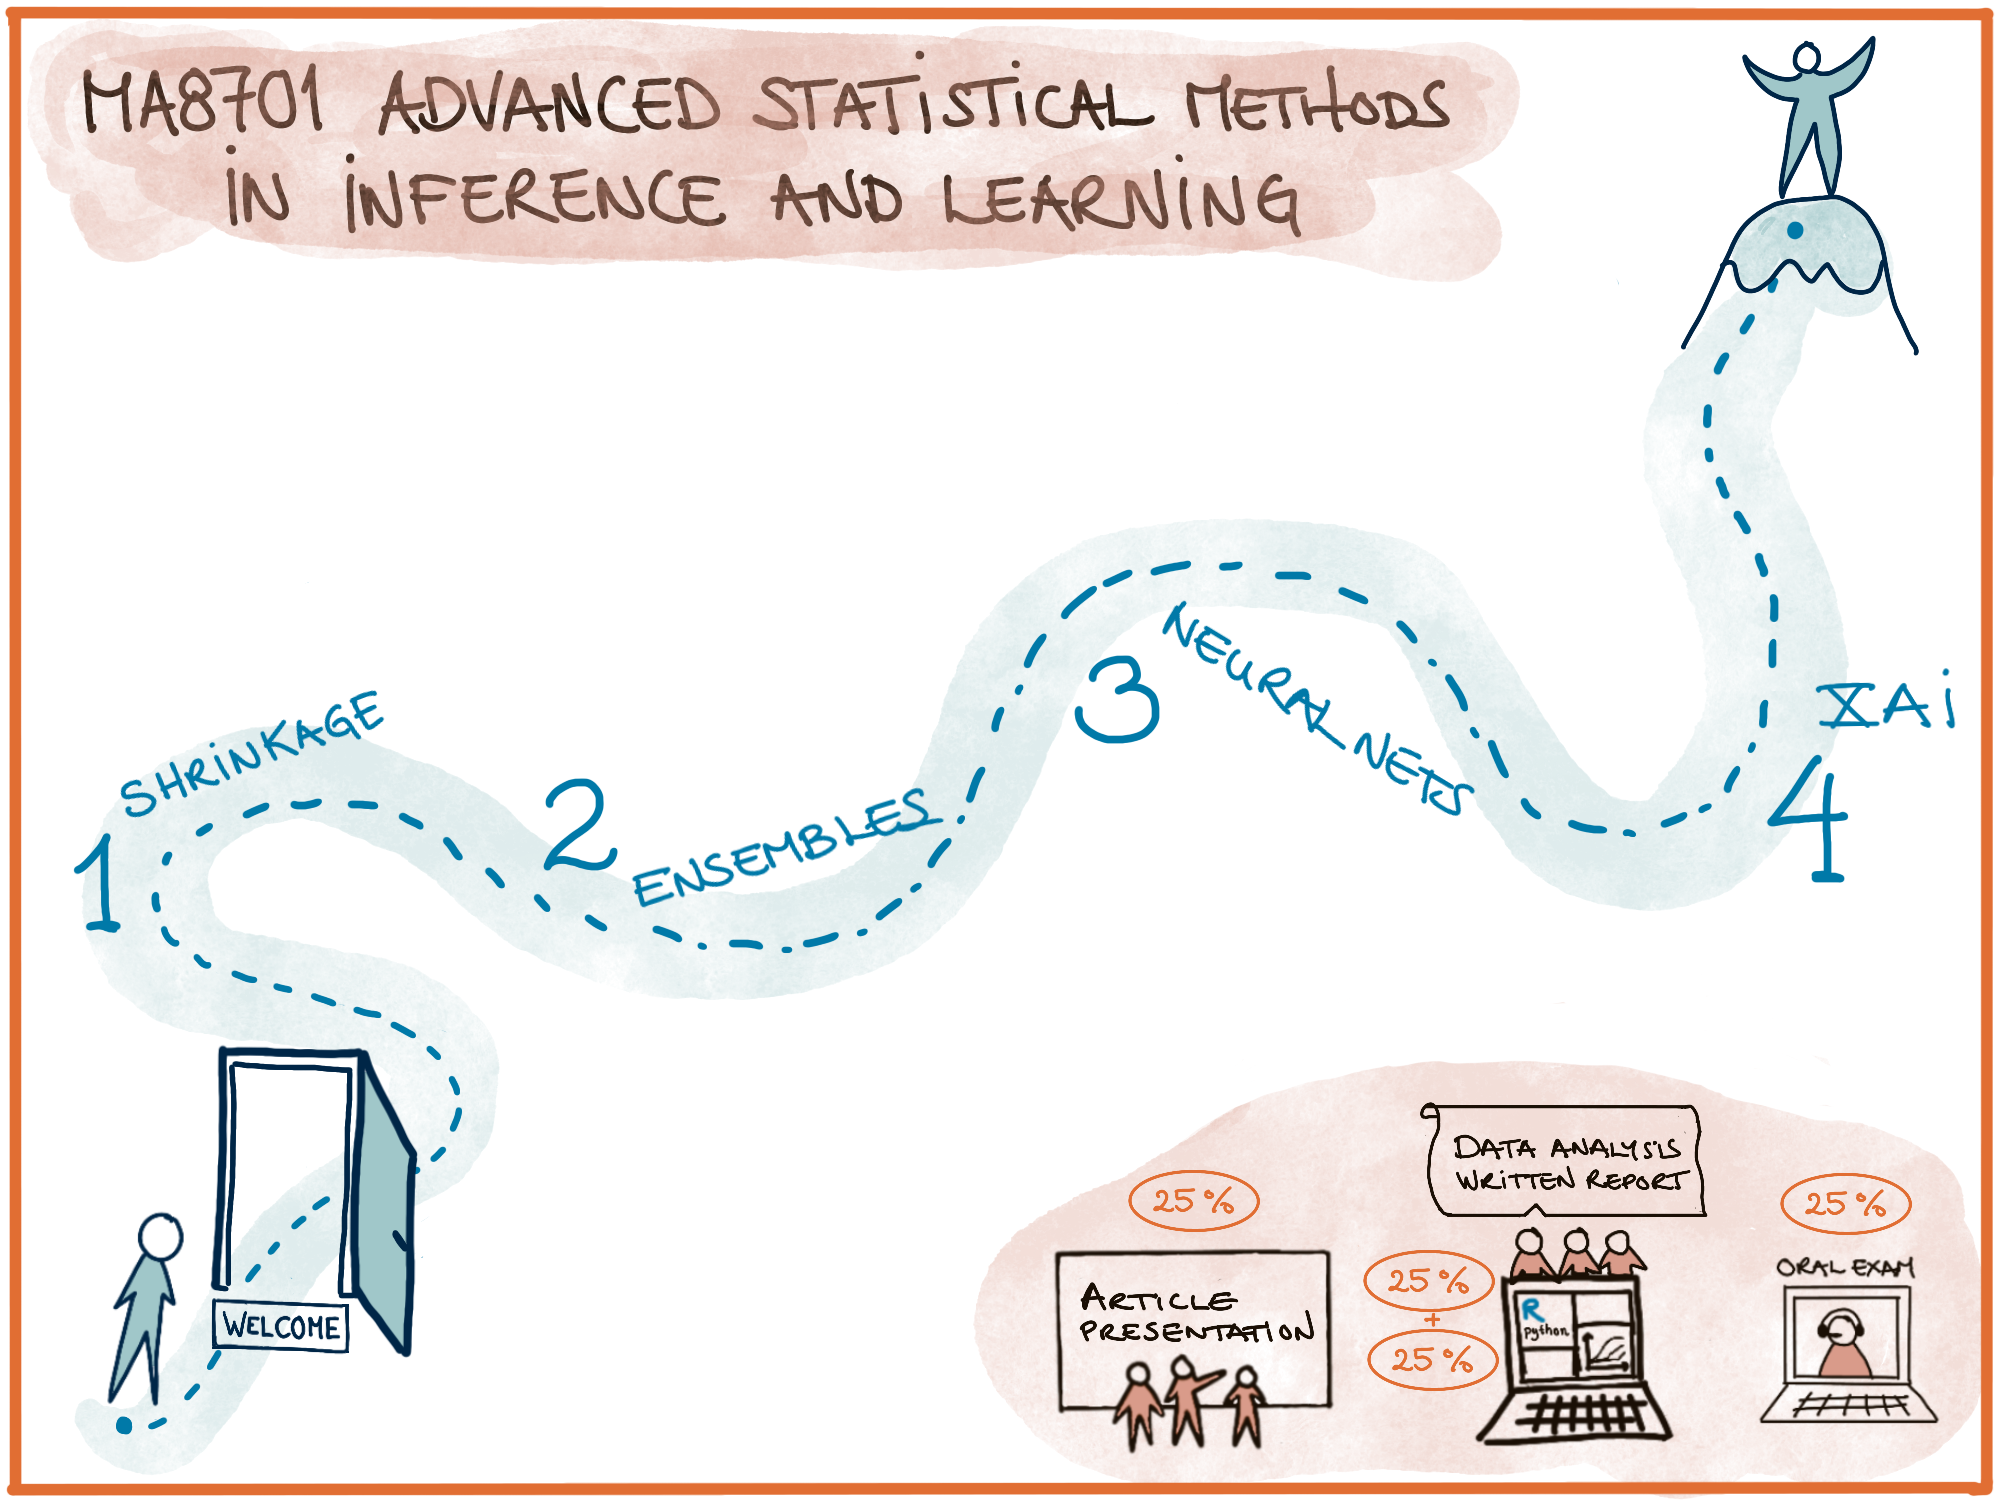 MA8701 ADVANCED STATISTICAL METHODS
IN INFERENCE AND LEARNING
1
SHRINKAGE
2
ENSEMBLES
3
NEURAL NETS
4
XAI
WELCOME
25%
ARTICLE
PRESENTATION
DATA ANALYSIS
WRITTEN REPORT
25%
+
25%
R
python
25%
ORAL EXAM